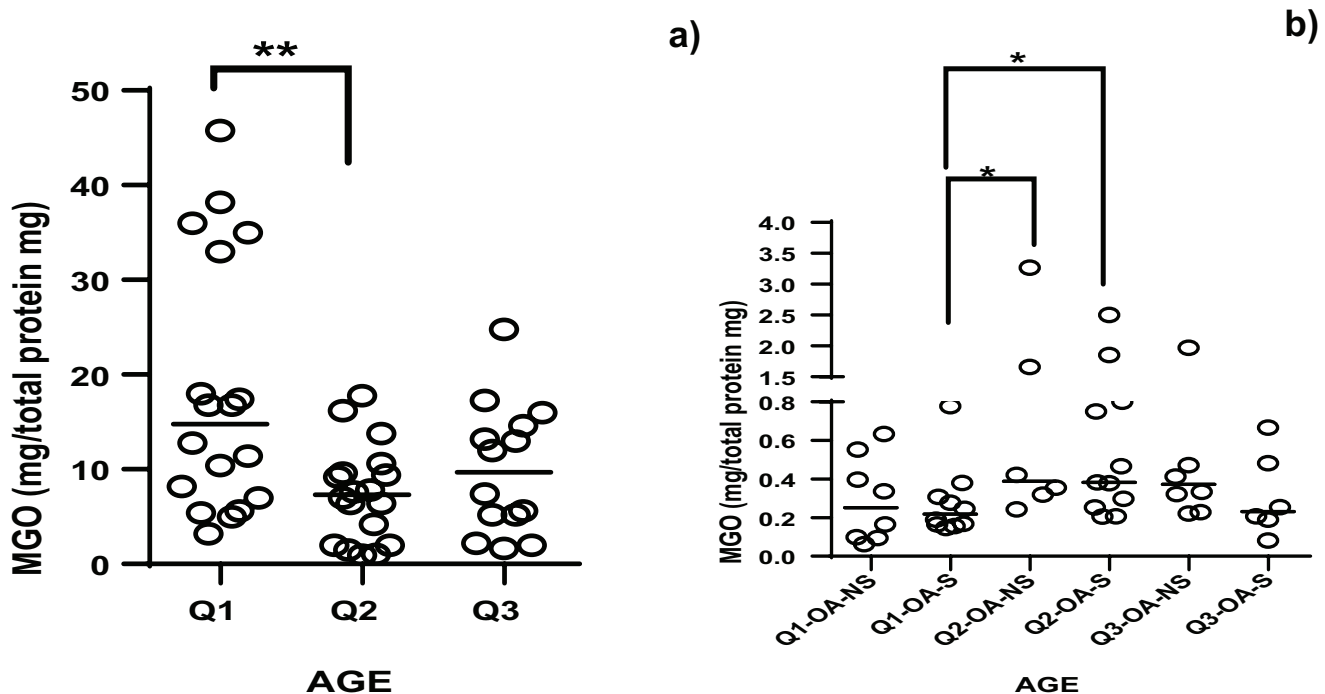 a)
**
50
40
30
20
10
0
MGO (mg/total protein mg)
Q1 Q2 Q3
AGE
b)
*
*
4.0
3.5
3.0
2.5
2.0
1.5
0.8
0.6
0.4
0.2
0.0
MGO (mg/total protein mg)
Q1-OA-NS
Q1-OA-S
Q2-OA-NS
Q2-OA-S
Q3-OA-NS
Q3-OA-S
AGE